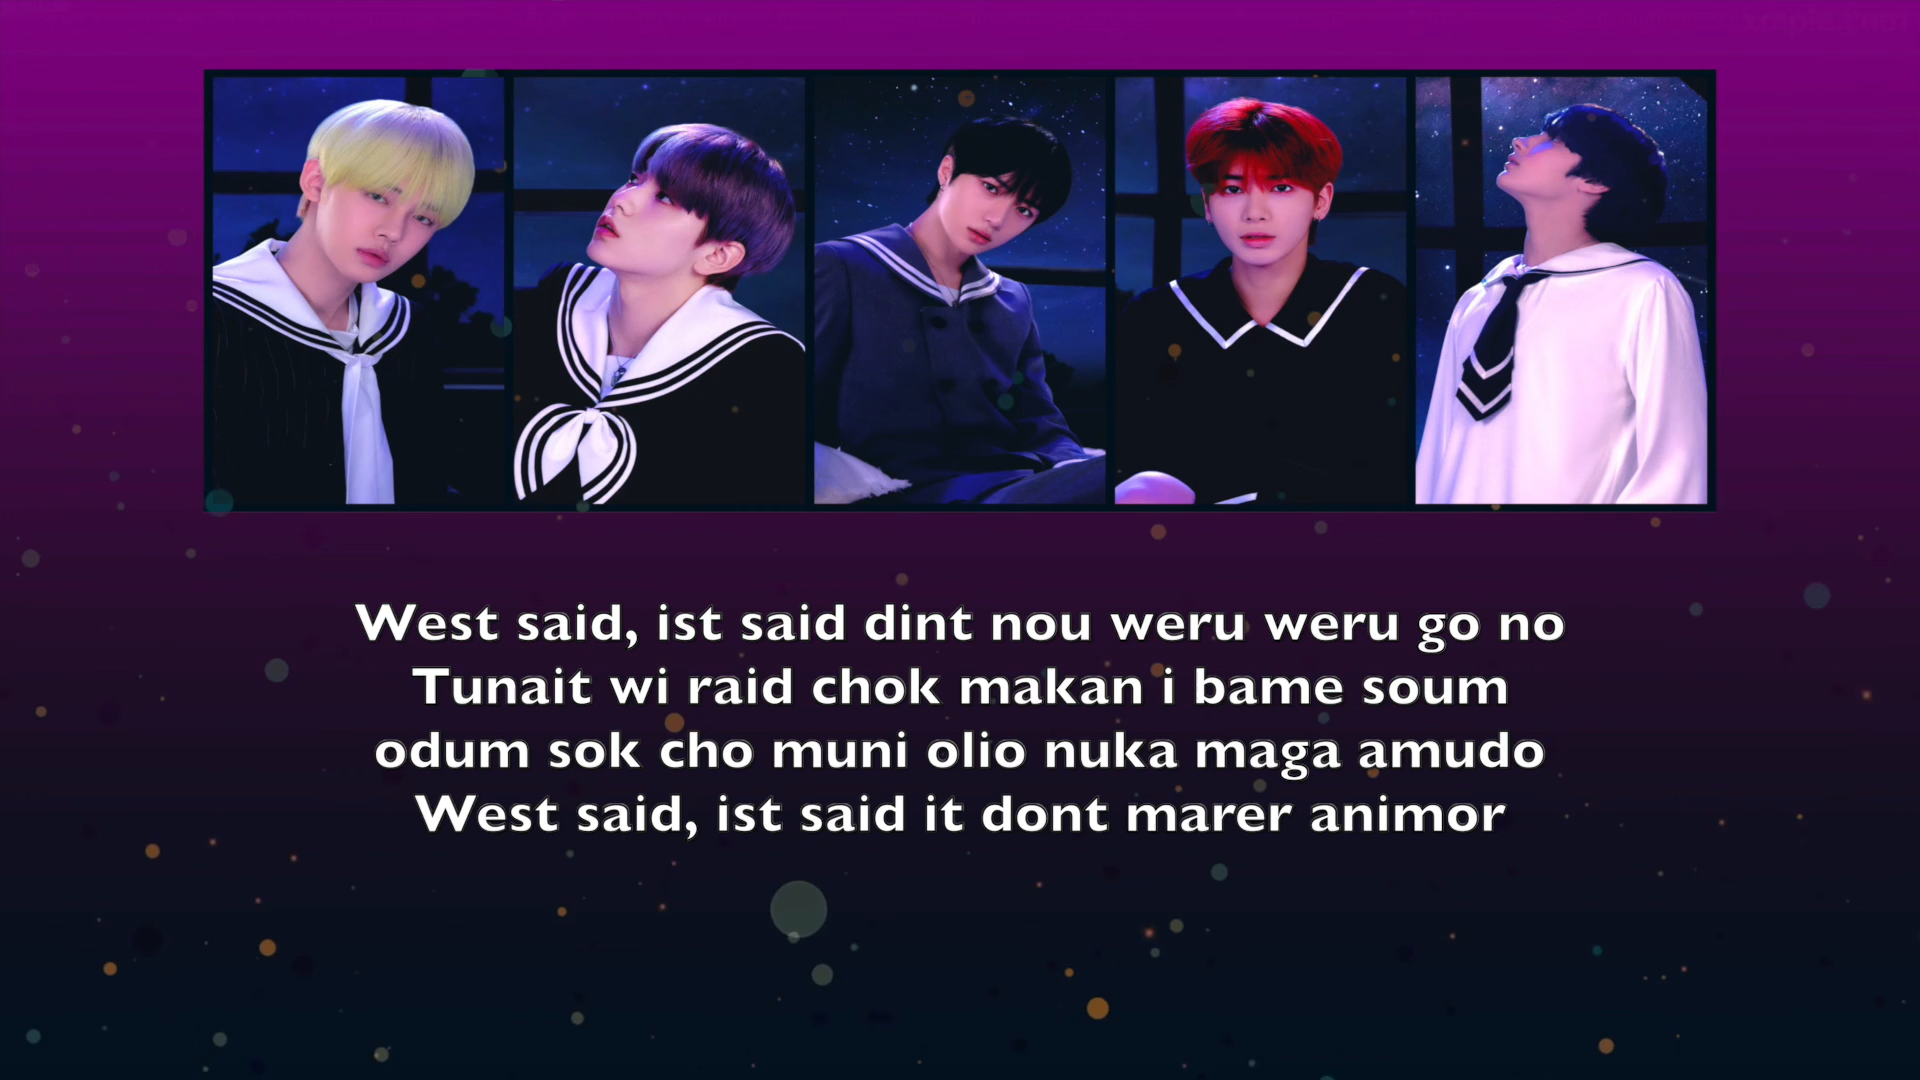 West said, ist said dint nou weru weru go no
Tunait wi raid chok makan i bame soum
odum sok cho muni olio nuka maga amudo
West said, ist said it dont marer animor